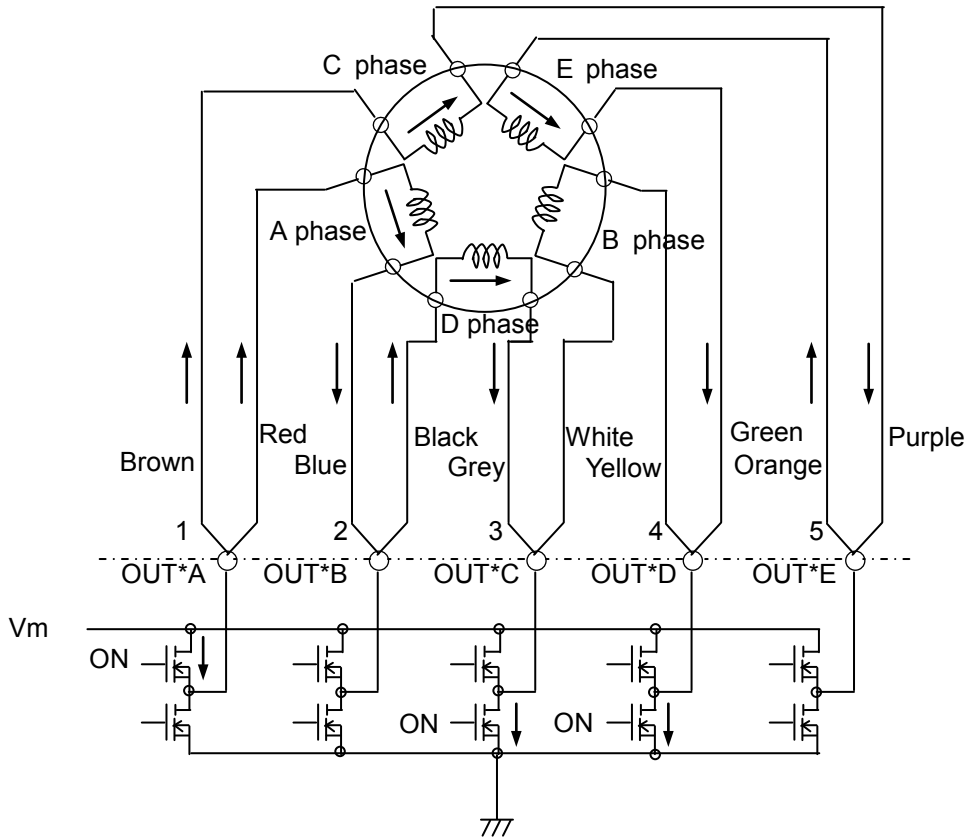 C phase
E phase
A phase
B phase
D phase
Brown
Red
Blue
Black
Grey
White
Yellow
Green
Orange
Purple
1 2 3 4 5
OUT*A OUT*B OUT*C OUT*D OUT*E
Vm
ON
ON ON